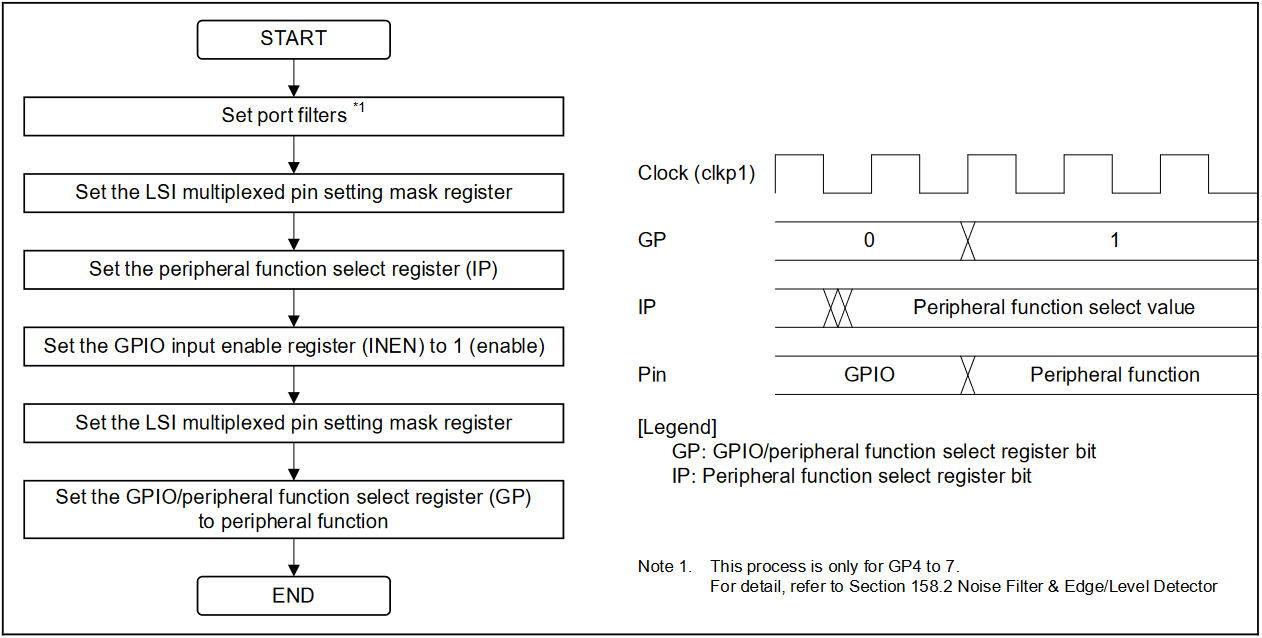 START
Set port filters *1
Set the LSI multiplexed pin setting mask register
Set the peripheral function select register (IP)
Set the GPIO input enable register (INEN) to 1 (enable)
Set the LSI multiplexed pin setting mask register
Set the GPIO/peripheral function select register (GP)
to peripheral function
END
Clock (clkp1)
GP
0
1
IP
Peripheral function select value
Pin
GPIO
Peripheral function
[Legend]
GP: GPIO/peripheral function select register bit
IP: Peripheral function select register bit
Note 1. This process is only for GP4 to 7.
For detail, refer to Section 158.2 Noise Filter & Edge/Level Detector